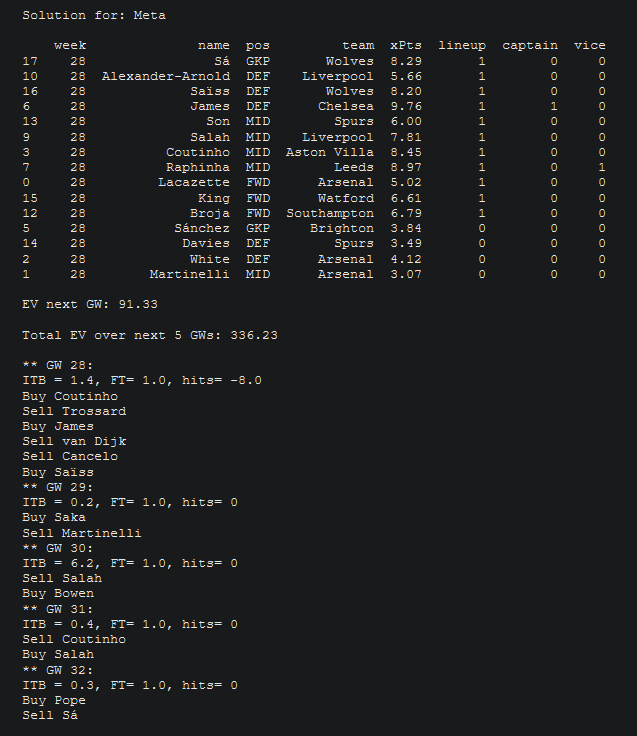 Solution for: Meta
week name pos team xPts lineup captain vice
17 28 Sá GKP Wolves 8.29 1 0 0
10 28 Alexander-Arnold DEF Liverpool 5.66 1 0 0
16 28 Saïss DEF Wolves 8.20 1 0 0
6 28 James DEF Chelsea 9.76 1 1 0
13 28 Son MID Spurs 6.00 1 0 0
9 28 Salah MID Liverpool 7.81 1 0 0
3 28 Coutinho MID Aston Villa 8.45 1 0 0
7 28 Raphinha MID Leeds 8.97 1 0 1
0 28 Lacazette FWD Arsenal 5.02 1 0 0
15 28 King FWD Watford 6.61 1 0 0
12 28 Broja FWD Southampton 6.79 1 0 0
5 28 Sánchez GKP Brighton 3.84 0 0 0
14 28 Davies DEF Spurs 3.49 0 0 0
2 28 White DEF Arsenal 4.12 0 0 0
1 28 Martinelli MID Arsenal 3.07 0 0 0
EV next GW: 91.33
Total EV over next 5 GWs: 336.23
** GW 28:
ITB = 1.4, FT= 1.0, hits= -8.0
Buy Coutinho
Sell Trossard
Buy James
Sell van Dijk
Sell Cancelo
Buy Saïss
** GW 29:
ITB = 0.2, FT= 1.0, hits= 0
Buy Saka
Sell Martinelli
** GW 30:
ITB = 6.2, FT= 1.0, hits= 0
Sell Salah
Buy Bowen
** GW 31:
ITB = 0.4, FT= 1.0, hits= 0
Sell Coutinho
Buy Salah
** GW 32:
ITB = 0.3, FT= 1.0, hits= 0
Buy Pope
Sell Sá